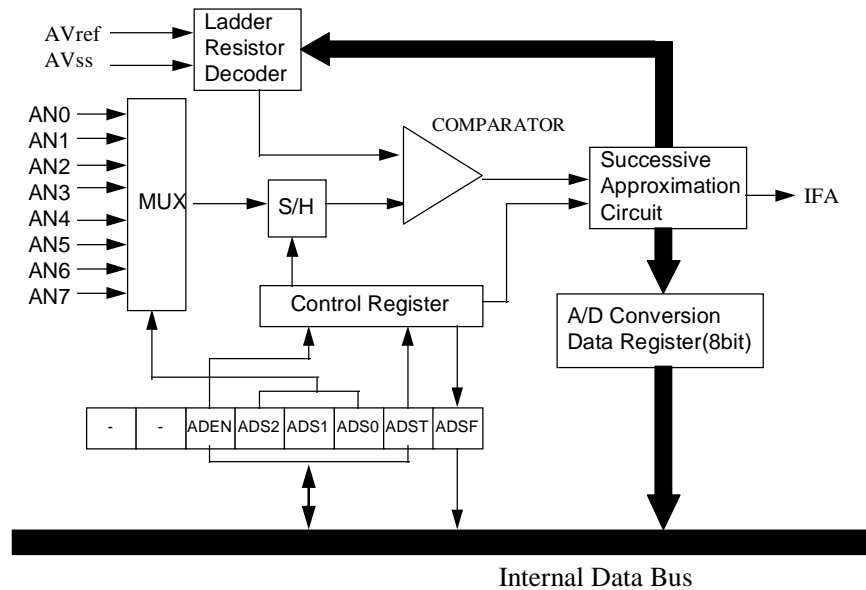 AVref
AVss
Ladder
Resistor
Decoder
AN0
AN1
AN2
AN3
AN4
AN5
AN6
AN7
MUX
S/H
COMPARATOR
Successive
Approximation
Circuit
IFA
Control Register
A/D Conversion
Data Register(8bit)
- - ADEN ADS2 ADS1 ADS0 ADST ADSF
Internal Data Bus